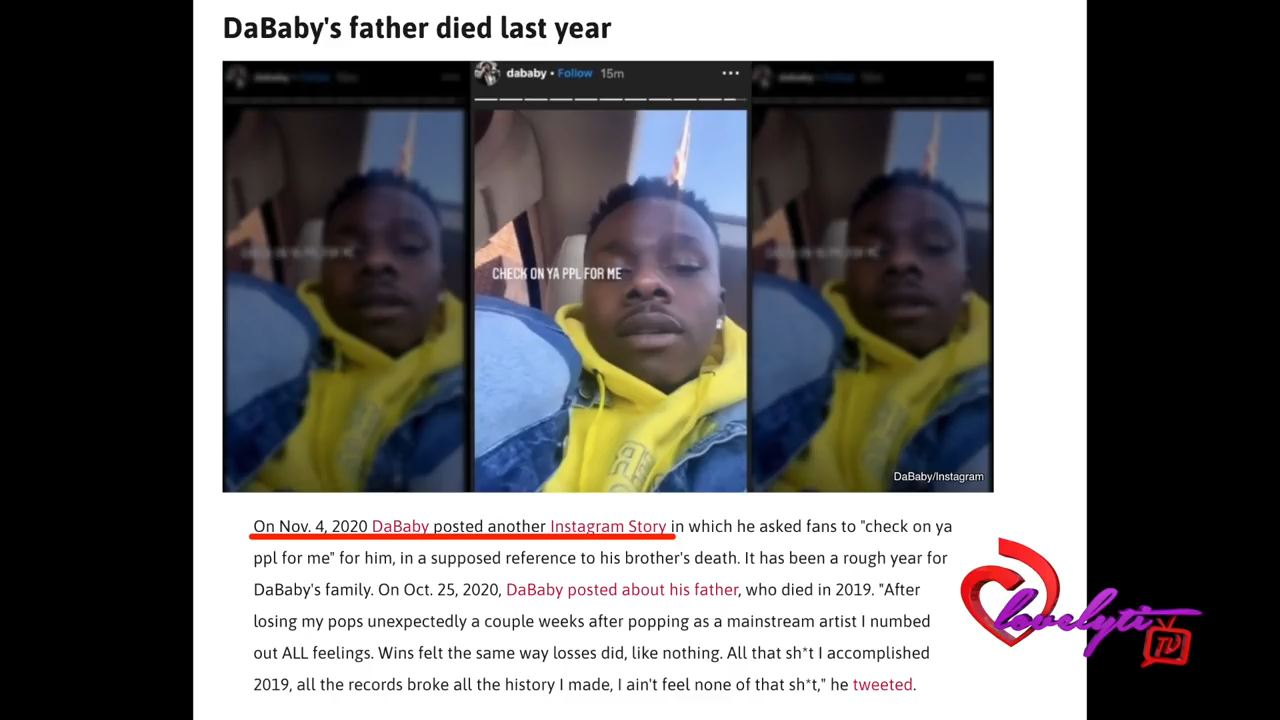 DaBaby's father died last year
dababy • Follow 15m
CHECK ON YA PPL FOR ME
DaBaby/Instagram
On Nov. 4, 2020 DaBaby posted another Instagram Story in which he asked fans to "check on ya
ppl for me" for him, in a supposed reference to his brother's death. It has been a rough year for
DaBaby's family. On Oct. 25, 2020, DaBaby posted about his father, who died in 2019. "After
losing my pops unexpectedly a couple weeks after popping as a mainstream artist I numbed
out ALL feelings. Wins felt the same way losses did, like nothing. All that sh*t I accomplished
2019, all the records broke all the history I made, I ain't feel none of that sh*t," he tweeted.
lovelyti
TV